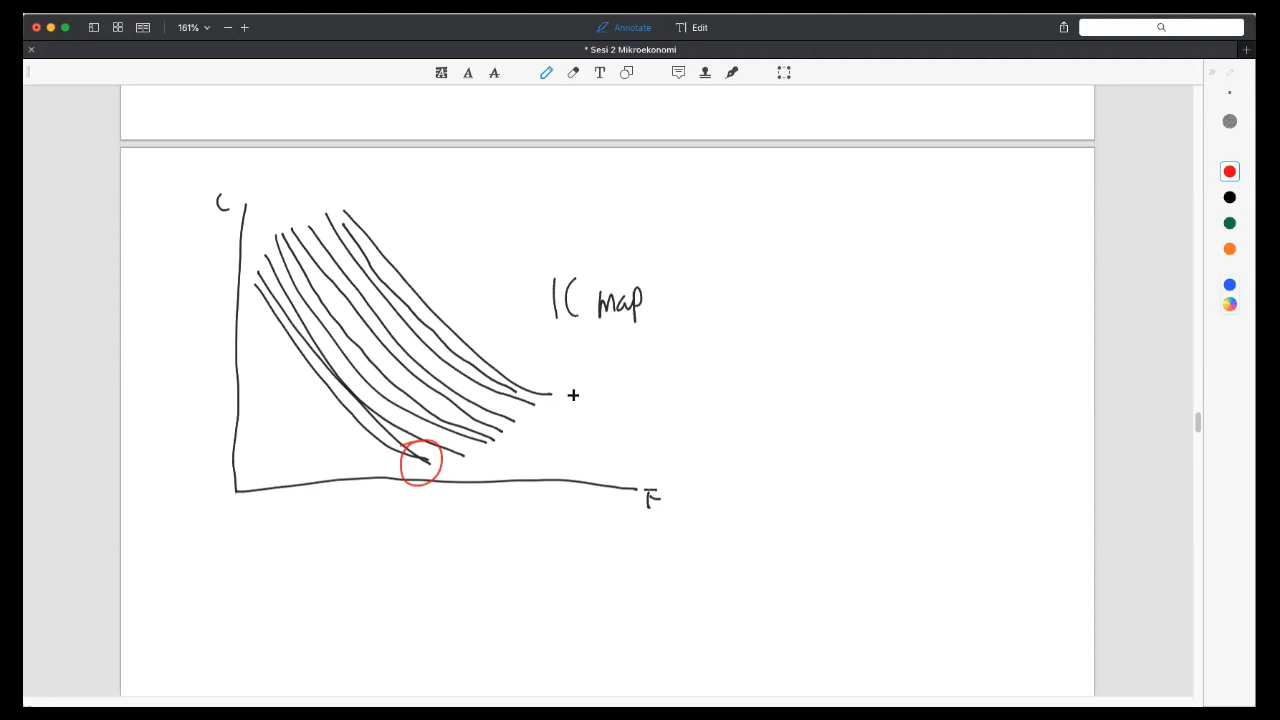 161%
Annotate
T Edit
* Sesi 2 Mikroekonomi
A A A T
C
IC map
F